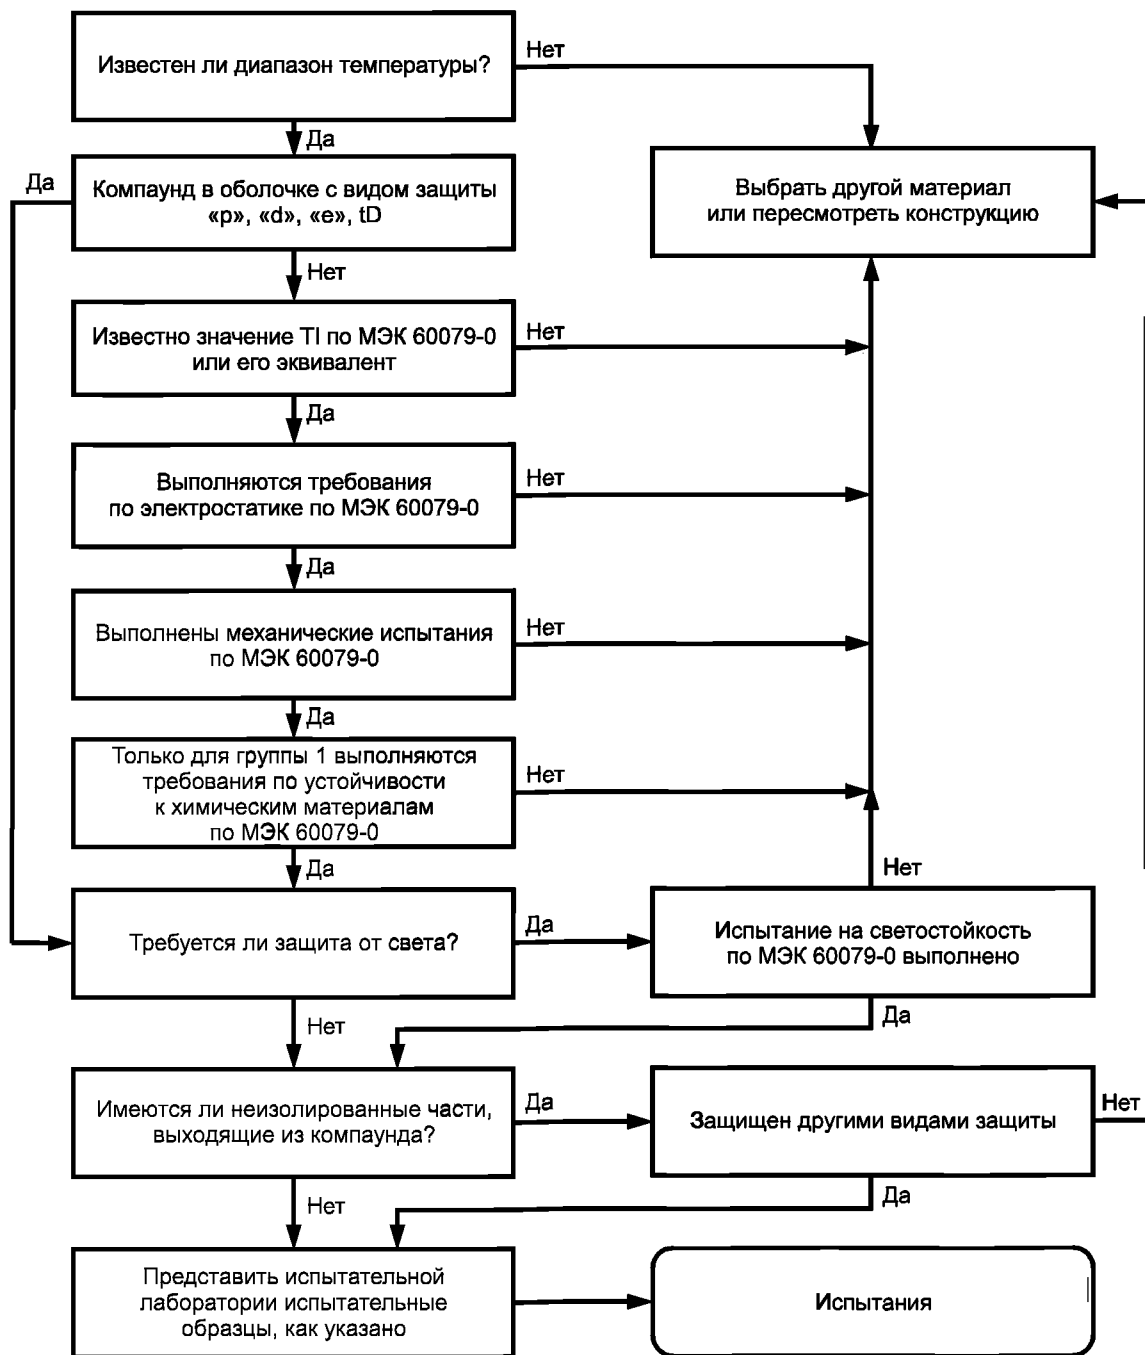 Известен ли диапазон температуры?
Нет
Да
Да
Компаунд в оболочке с видом защиты
«p», «d», «e», tD
Выбрать другой материал
или пересмотреть конструкцию
Нет
Известно значение TI по МЭК 60079-0
или его эквивалент
Нет
Да
Выполняются требования
по электростатике по МЭК 60079-0
Нет
Да
Выполнены механические испытания
по МЭК 60079-0
Нет
Да
Только для группы 1 выполняются
требования по устойчивости
к химическим материалам
по МЭК 60079-0
Нет
Да
Нет
Требуется ли защита от света?
Да
Испытание на светостойкость
по МЭК 60079-0 выполнено
Нет
Да
Имеются ли неизолированные части,
выходящие из компаунда?
Да
Защищен другими видами защиты
Нет
Нет
Да
Представить испытательной
лаборатории испытательные
образцы, как указано
Испытания